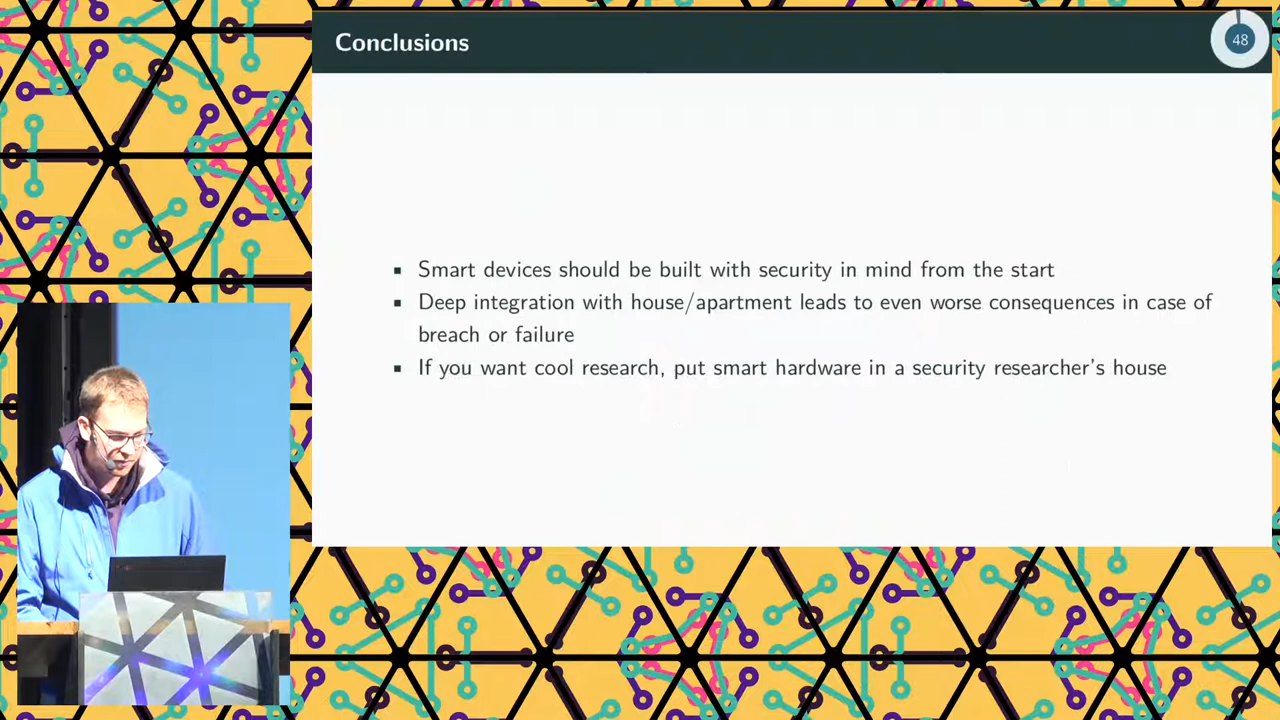 Conclusions
48
▪ Smart devices should be built with security in mind from the start
▪ Deep integration with house/apartment leads to even worse consequences in case of
breach or failure
▪ If you want cool research, put smart hardware in a security researcher's house